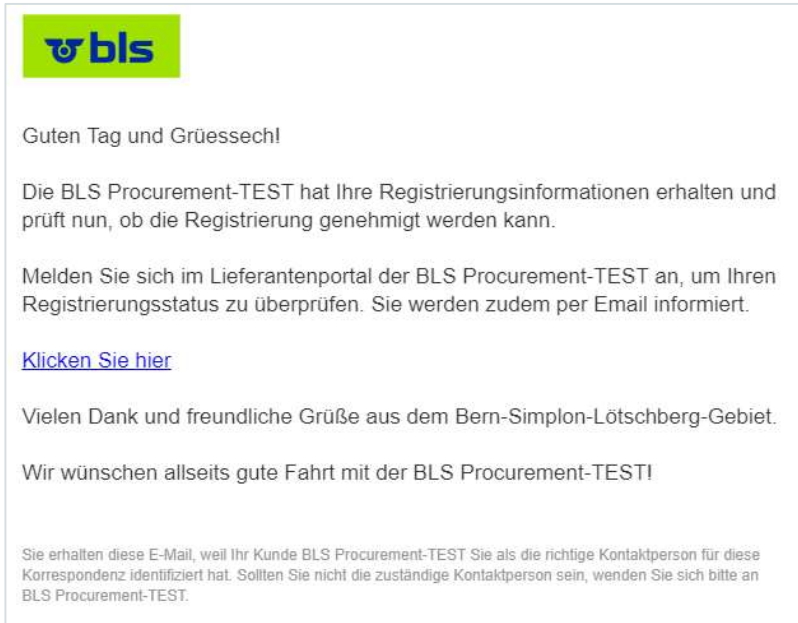 bls
Guten Tag und Grüessech!
Die BLS Procurement-TEST hat Ihre Registrierungsinformationen erhalten und
prüft nun, ob die Registrierung genehmigt werden kann.
Melden Sie sich im Lieferantenportal der BLS Procurement-TEST an, um Ihren
Registrierungsstatus zu überprüfen. Sie werden zudem per Email informiert.
Klicken Sie hier
Vielen Dank und freundliche Grüße aus dem Bern-Simplon-Lötschberg-Gebiet.
Wir wünschen allseits gute Fahrt mit der BLS Procurement-TEST!
Sie erhalten diese E-Mail, weil Ihr Kunde BLS Procurement-TEST Sie als die richtige Kontaktperson für diese
Korrespondenz identifiziert hat. Sollten Sie nicht die zuständige Kontaktperson sein, wenden Sie sich bitte an
BLS Procurement-TEST.